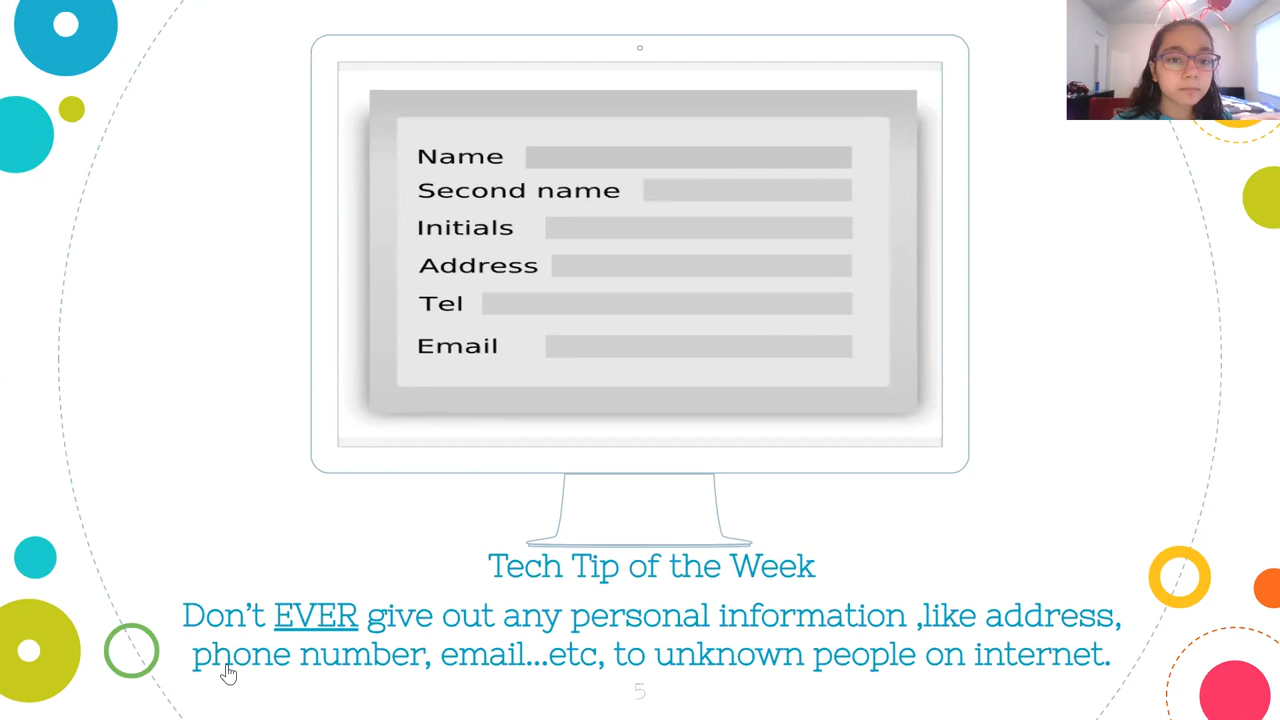 Name
Second name
Initials
Address
Tel
Email
Tech Tip of the Week
Don't EVER give out any personal information ,like address,
phone number, email...etc, to unknown people on internet.
5